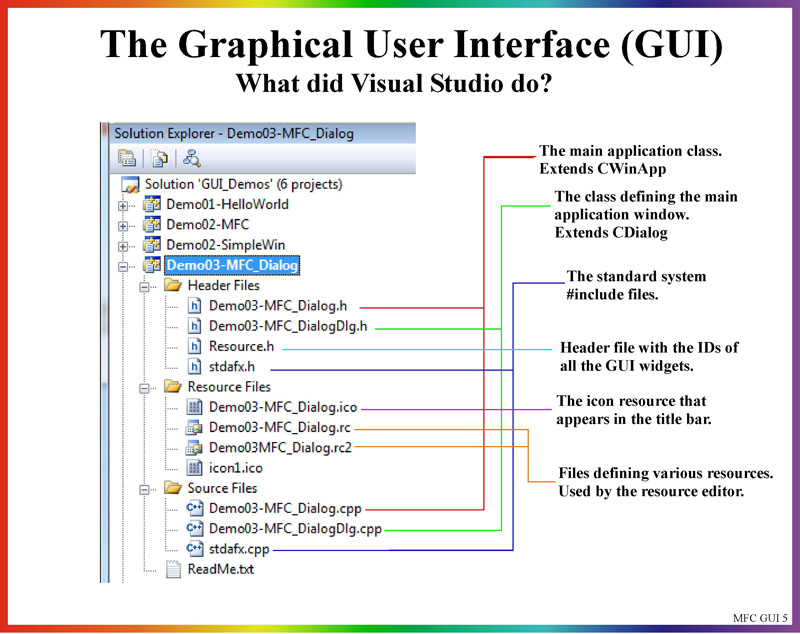 The Graphical User Interface (GUI)
What did Visual Studio do?
Solution Explorer - Demo03-MFC_Dialog
Solution 'GUI_Demos' (6 projects)
Demo01-HelloWorld
Demo02-MFC
Demo02-SimpleWin
Demo03-MFC_Dialog
Header Files
Demo03-MFC_Dialog.h
Demo03-MFC_DialogDlg.h
Resource.h
stdafx.h
Resource Files
Demo03-MFC_Dialog.ico
Demo03-MFC_Dialog.rc
Demo03MFC_Dialog.rc2
icon1.ico
Source Files
Demo03-MFC_Dialog.cpp
Demo03-MFC_DialogDlg.cpp
stdafx.cpp
ReadMe.txt
The main application class.
Extends CWinApp
The class defining the main
application window.
Extends CDialog
The standard system
#include files.
Header file with the IDs of
all the GUI widgets.
The icon resource that
appears in the title bar.
Files defining various resources.
Used by the resource editor.
MFC GUI 5